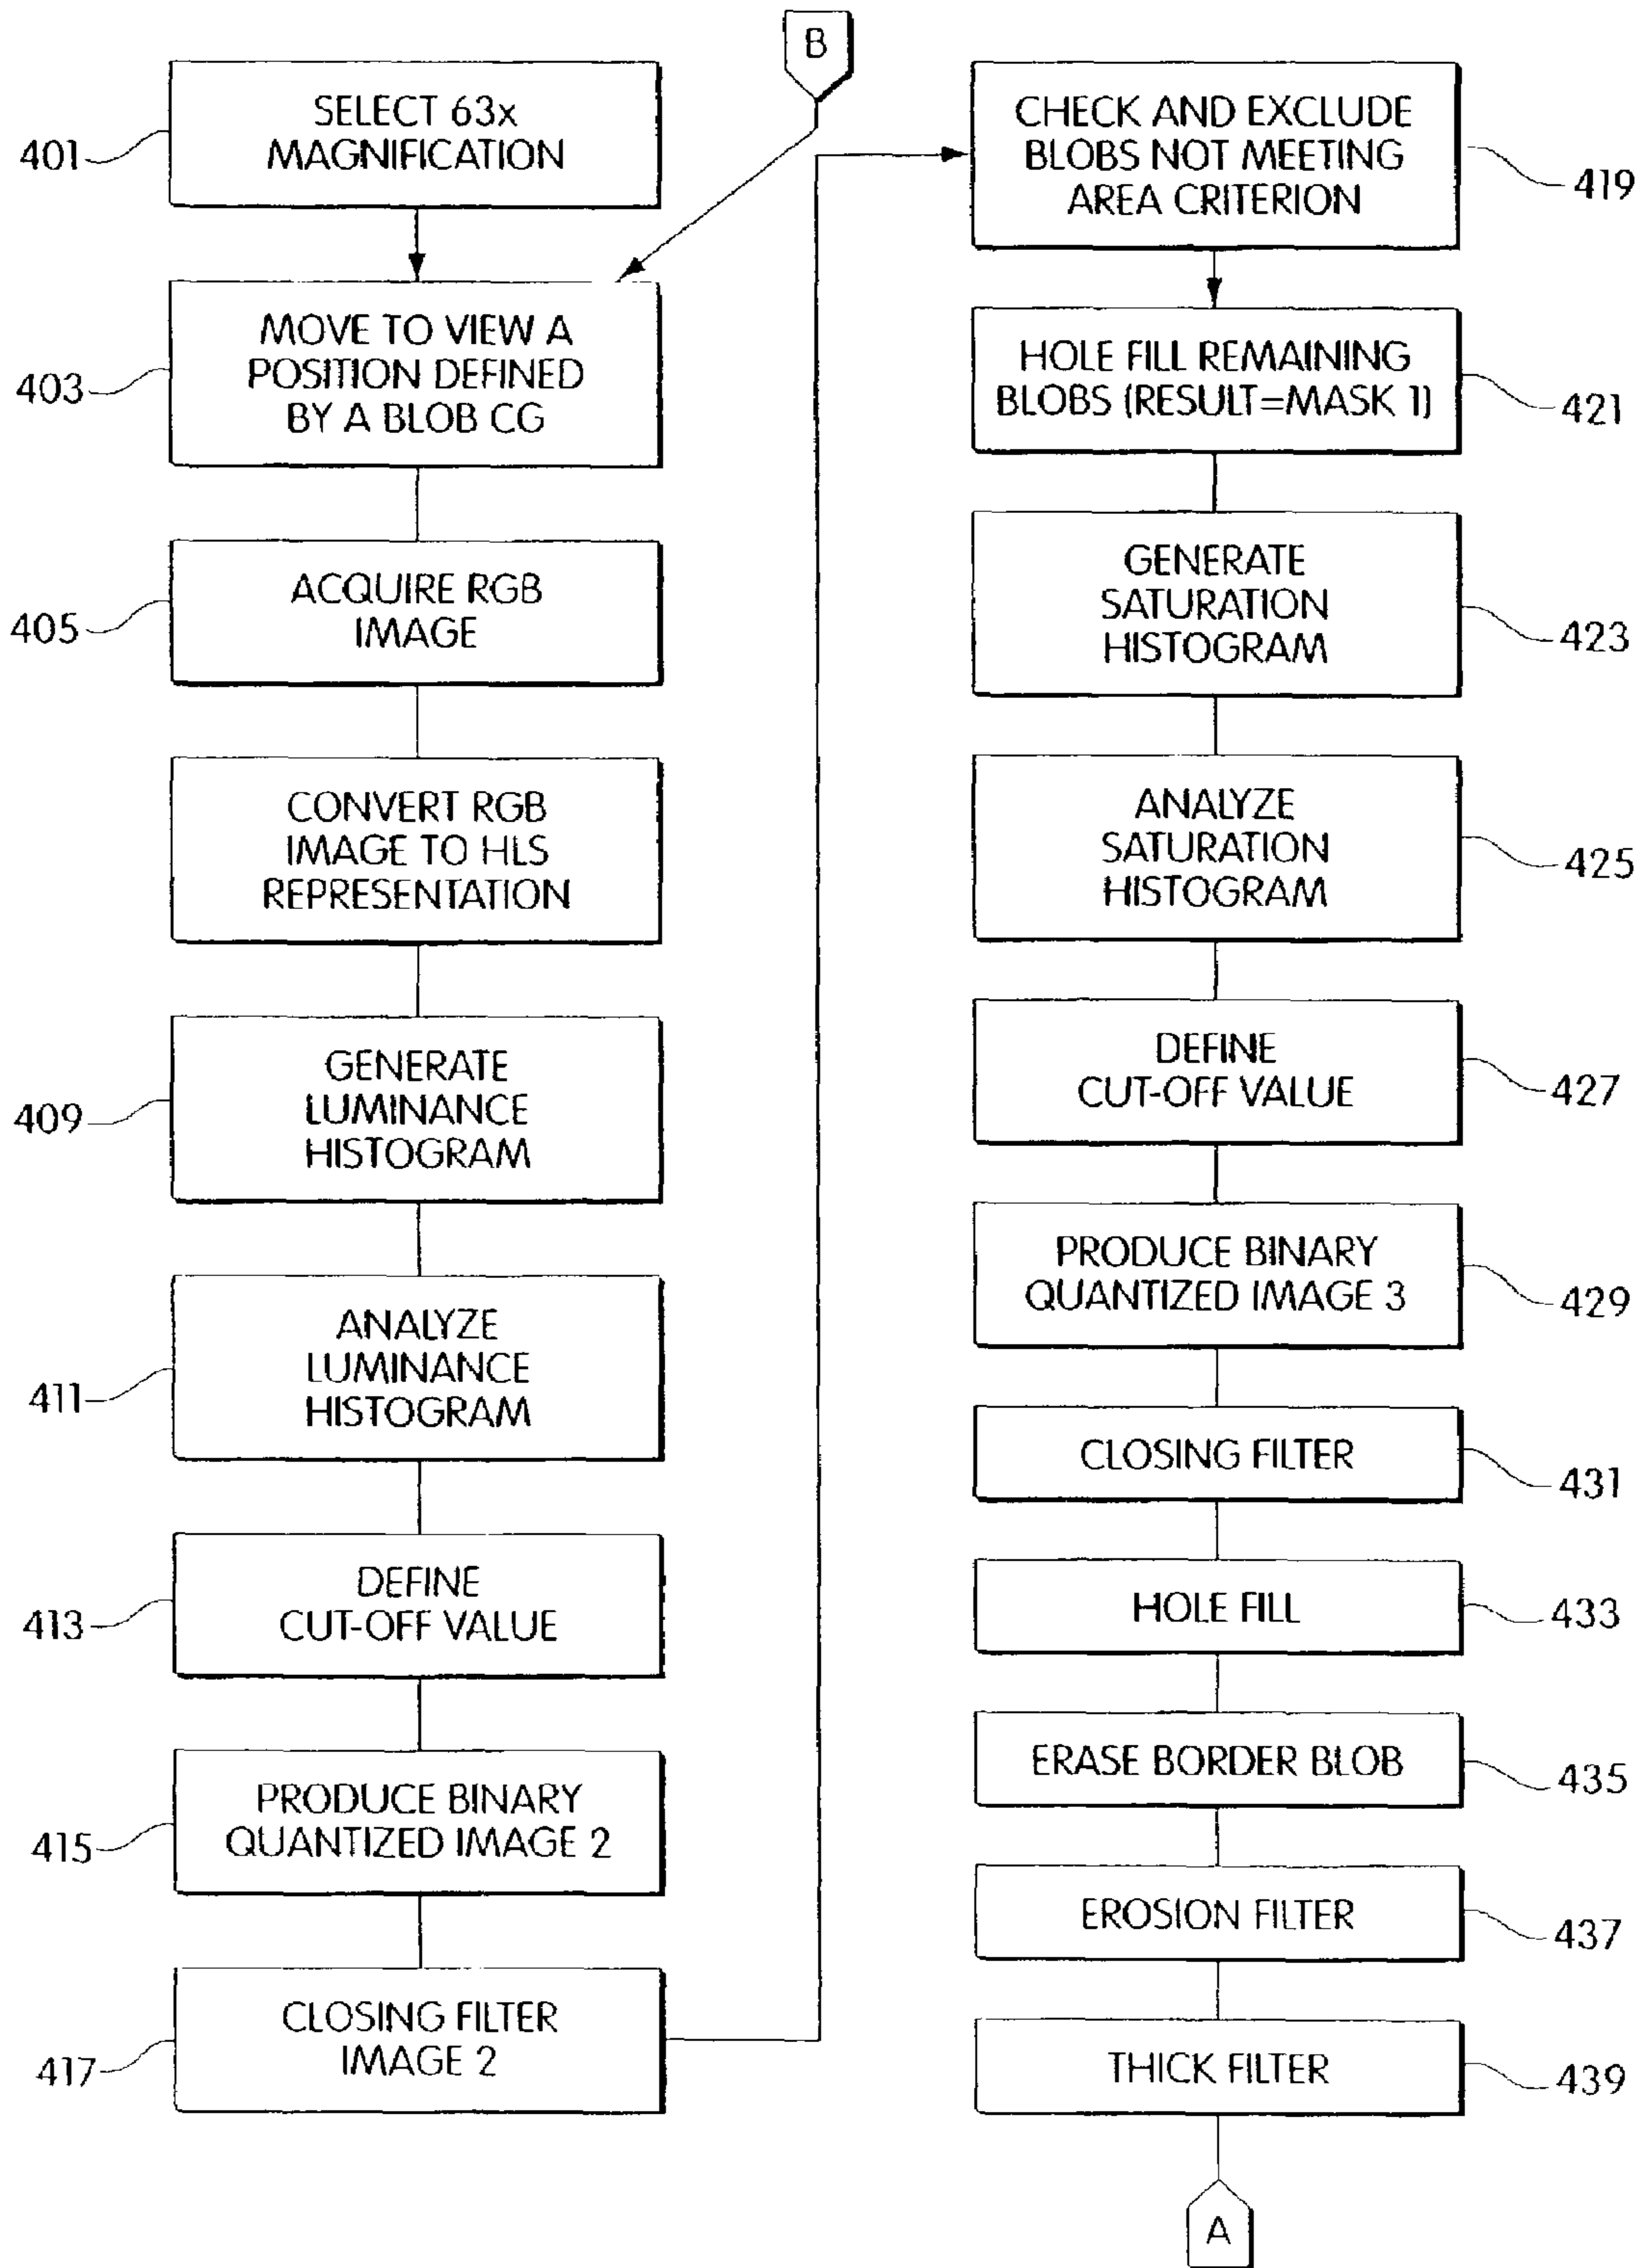 B
SELECT 63x
MAGNIFICATION
401
MOVE TO VIEW A
POSITION DEFINED
BY A BLOB CG
403
ACQUIRE RGB
IMAGE
405
CONVERT RGB
IMAGE TO HLS
REPRESENTATION
GENERATE
LUMINANCE
HISTOGRAM
409
ANALYZE
LUMINANCE
HISTOGRAM
411
DEFINE
CUT-OFF VALUE
413
PRODUCE BINARY
QUANTIZED IMAGE 2
415
CLOSING FILTER
IMAGE 2
417
CHECK AND EXCLUDE
BLOBS NOT MEETING
AREA CRITERION
419
HOLE FILL REMAINING
BLOBS (RESULT=MASK 1)
421
GENERATE
SATURATION
HISTOGRAM
423
ANALYZE
SATURATION
HISTOGRAM
425
DEFINE
CUT-OFF VALUE
427
PRODUCE BINARY
QUANTIZED IMAGE 3
429
CLOSING FILTER
431
HOLE FILL
433
ERASE BORDER BLOB
435
EROSION FILTER
437
THICK FILTER
439
A